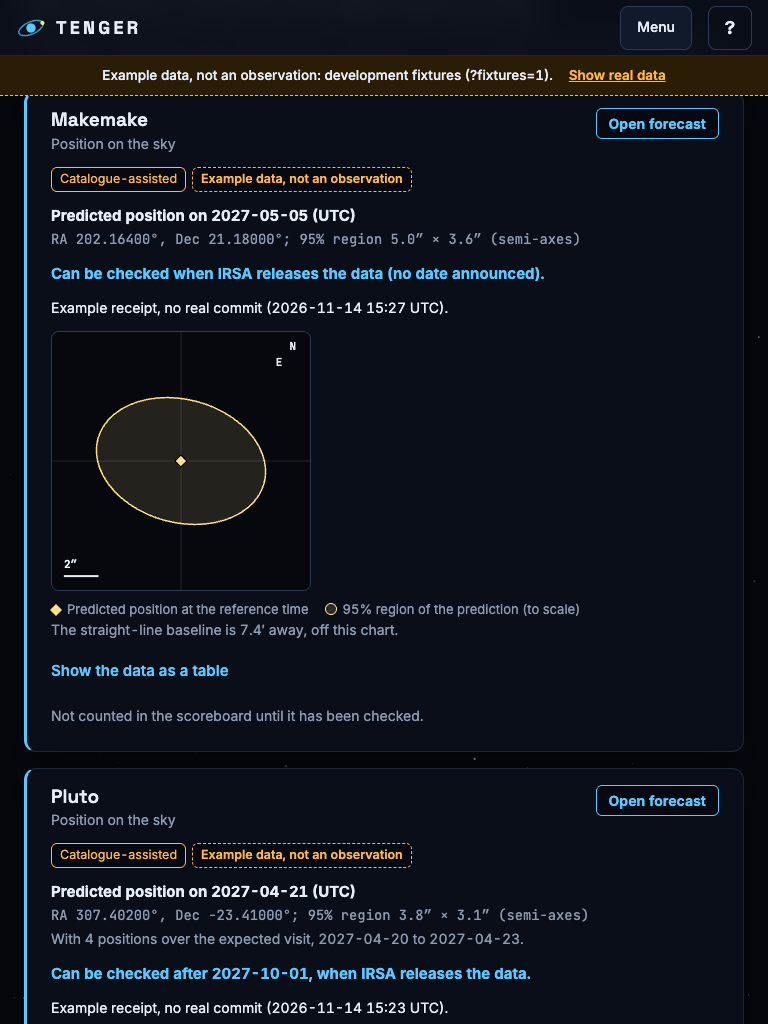 TENGER
Menu
?
Example data, not an observation: development fixtures (?fixtures=1). Show real data
Makemake
Open forecast
Position on the sky
Catalogue-assisted
Example data, not an observation
Predicted position on 2027-05-05 (UTC)
RA 202.16400°, Dec 21.18000°; 95% region 5.0″ × 3.6″ (semi-axes)
Can be checked when IRSA releases the data (no date announced).
Example receipt, no real commit (2026-11-14 15:27 UTC).
N
E
2″
Predicted position at the reference time
95% region of the prediction (to scale)
The straight-line baseline is 7.4′ away, off this chart.
Show the data as a table
Not counted in the scoreboard until it has been checked.
Pluto
Open forecast
Position on the sky
Catalogue-assisted
Example data, not an observation
Predicted position on 2027-04-21 (UTC)
RA 307.40200°, Dec -23.41000°; 95% region 3.8″ × 3.1″ (semi-axes)
With 4 positions over the expected visit, 2027-04-20 to 2027-04-23.
Can be checked after 2027-10-01, when IRSA releases the data.
Example receipt, no real commit (2026-11-14 15:23 UTC).